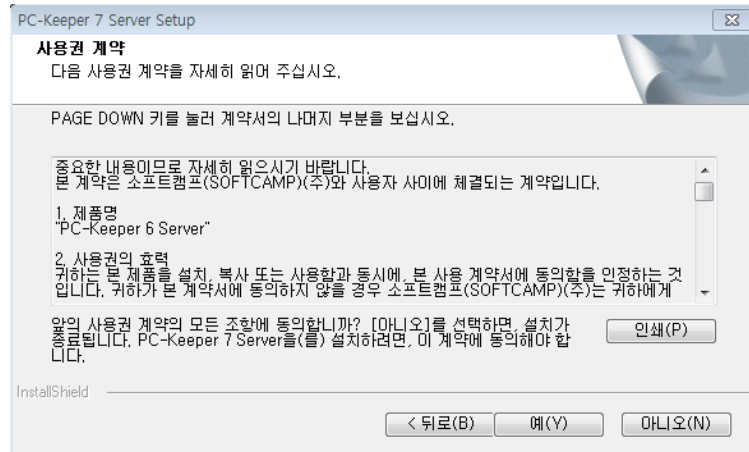 PC-Keeper 7 Server Setup
사용권 계약
다음 사용권 계약을 자세히 읽어 주십시오.
PAGE DOWN 키를 눌러 계약서의 나머지 부분을 보십시오.
중요한 내용이므로 자세히 읽으시기 바랍니다.
본 계약은 소프트캠프(SOFTCAMP)(주)와 사용자 사이에 체결되는 계약입니다.
1. 제품명
"PC-Keeper 6 Server"
2. 사용권의 효력
귀하는 본 제품을 설치, 복사 또는 사용함과 동시에, 본 사용 계약서에 동의함을 인정하는 것
입니다. 귀하가 본 계약서에 동의하지 않을 경우 소프트캠프(SOFTCAMP)(주)는 귀하에게
앞의 사용권 계약의 모든 조항에 동의합니까? [아니오]를 선택하면, 설치가
종료됩니다. PC-Keeper 7 Server을(를) 설치하려면, 이 계약에 동의해야 합
니다.
인쇄(P)
InstallShield
< 뒤로(B)
예(Y)
아니오(N)